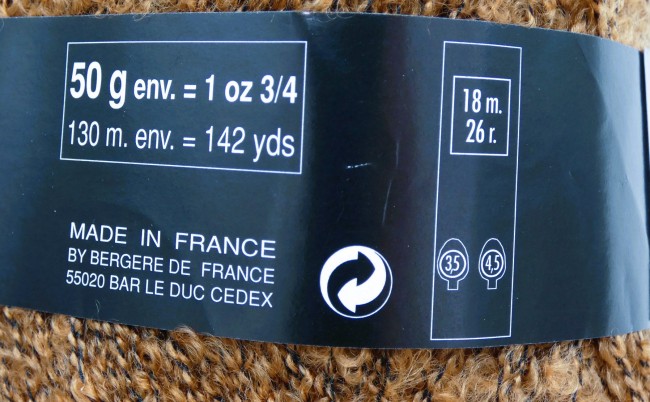 50 g env. = 1 oz 3/4
130 m. env. = 142 yds
MADE IN FRANCE
BY BERGERE DE FRANCE
55020 BAR LE DUC CEDEX
18 m.
26 r.
3,5 4,5